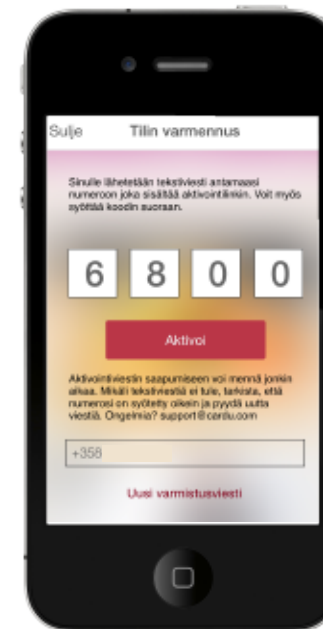 Sulje Tilin varmennus
Sinulle lähetetään tekstiviesti antamaasi
numeroon joka sisältää aktivointilinkin. Voit myös
syöttää koodin suoraan.
6 8 0 0
Aktivoi
Aktivointiviestin saapumiseen voi mennä jonkin
aikaa. Mikäli tekstiviestiä ei tule, tarkista, että
numerosi on syötetty oikein ja pyydä uutta
viestiä. Ongelmia? support@cardu.com
+358
Uusi varmistusviesti